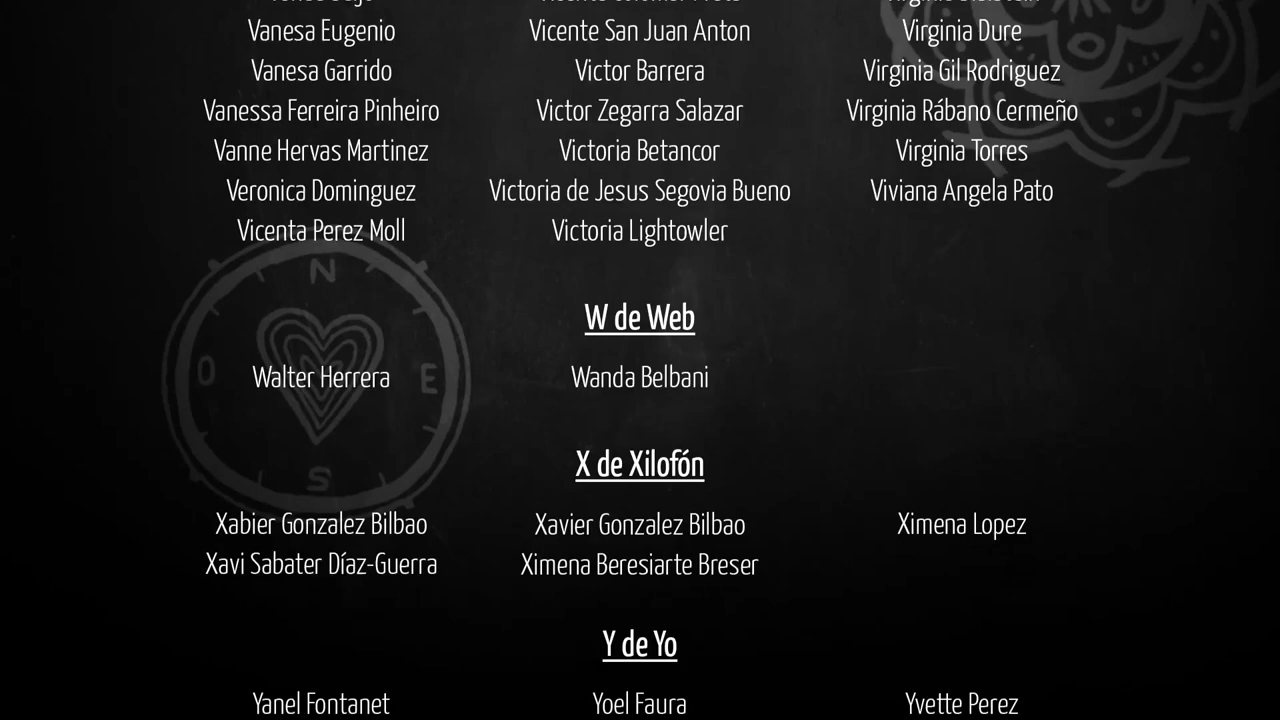 Vanesa Eugenio
Vicente San Juan Anton
Virginia Dure
Vanesa Garrido
Victor Barrera
Virginia Gil Rodriguez
Vanessa Ferreira Pinheiro
Victor Zegarra Salazar
Virginia Rábano Cermeño
Vanne Hervas Martinez
Victoria Betancor
Virginia Torres
Veronica Dominguez
Victoria de Jesus Segovia Bueno
Viviana Angela Pato
Vicenta Perez Moll
Victoria Lightowler
N
W de Web
O
E
Walter Herrera
Wanda Belbani
X de Xilofón
S
Xabier Gonzalez Bilbao
Xavier Gonzalez Bilbao
Ximena Lopez
Xavi Sabater Díaz-Guerra
Ximena Beresiarte Breser
Y de Yo
Yanel Fontanet
Yoel Faura
Yvette Perez